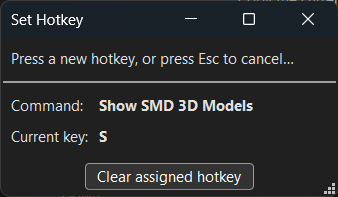 Set Hotkey
Press a new hotkey, or press Esc to cancel...
Command: Show SMD 3D Models
Current key: S
Clear assigned hotkey